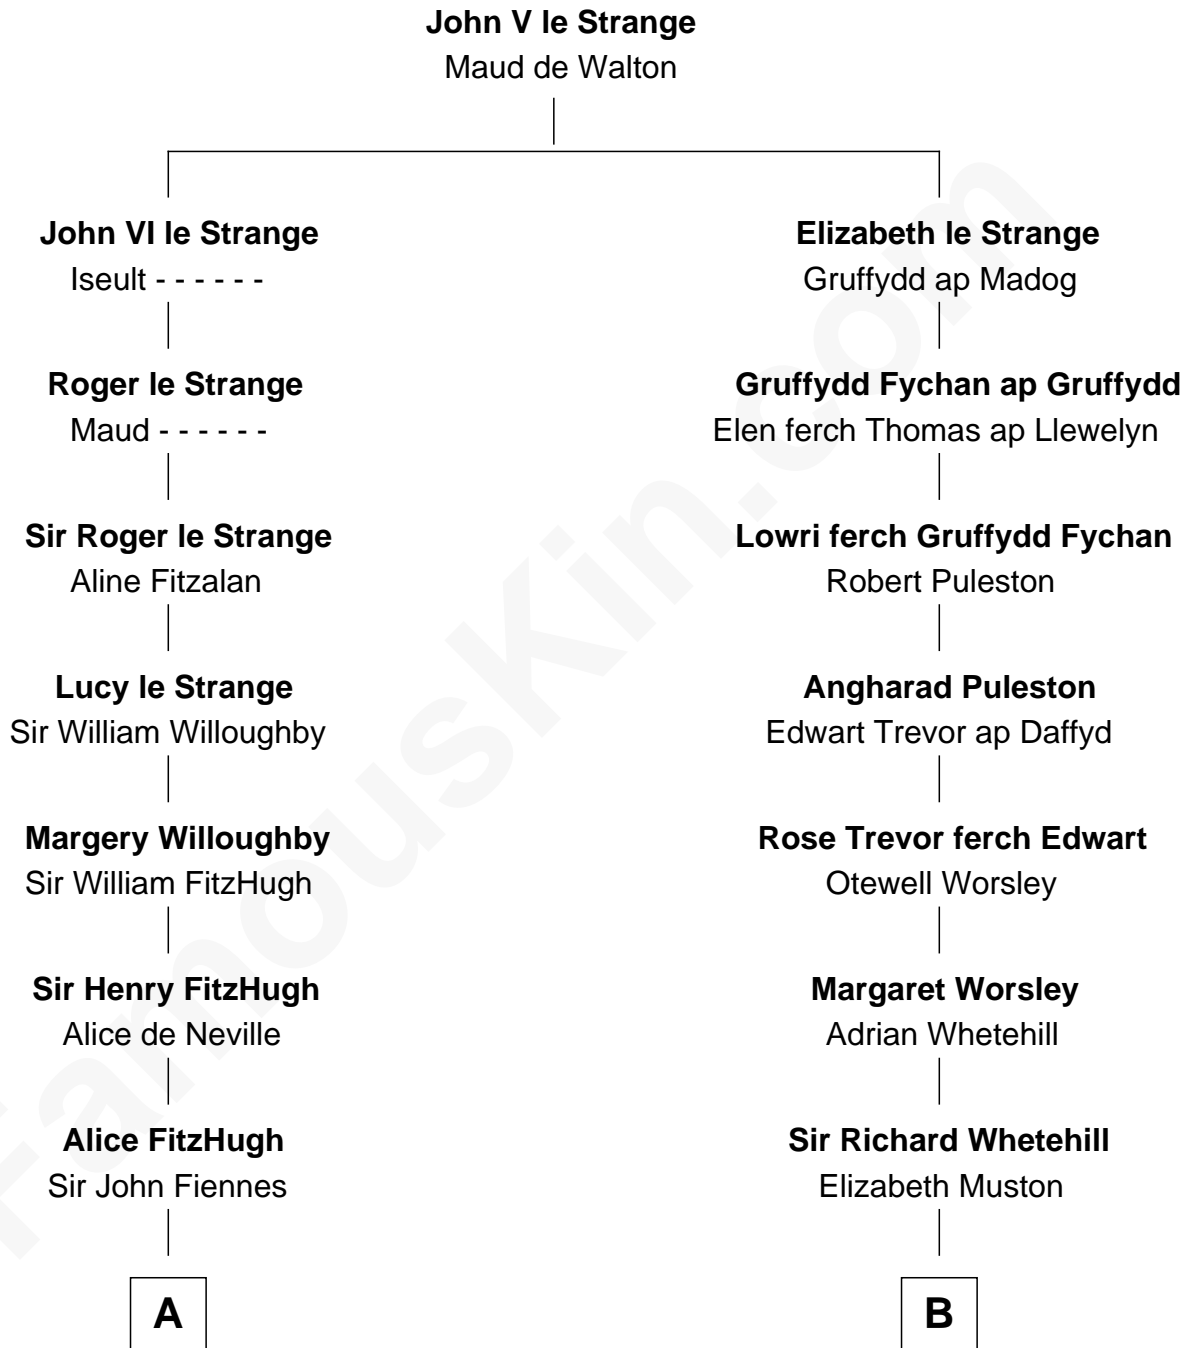 John V le Strange
Maud de Walton
John VI le Strange
Iseult - - - - - -
Elizabeth le Strange
Gruffydd ap Madog
Roger le Strange
Maud - - - - - -
Gruffydd Fychan ap Gruffydd
Elen ferch Thomas ap Llewelyn
Sir Roger le Strange
Aline Fitzalan
Lowri ferch Gruffydd Fychan
Robert Puleston
Lucy le Strange
Sir William Willoughby
Angharad Puleston
Edwart Trevor ap Daffyd
Margery Willoughby
Sir William FitzHugh
Rose Trevor ferch Edwart
Otewell Worsley
Sir Henry FitzHugh
Alice de Neville
Margaret Worsley
Adrian Whetehill
Alice FitzHugh
Sir John Fiennes
Sir Richard Whetehill
Elizabeth Muston
A
B
FamousKin.com